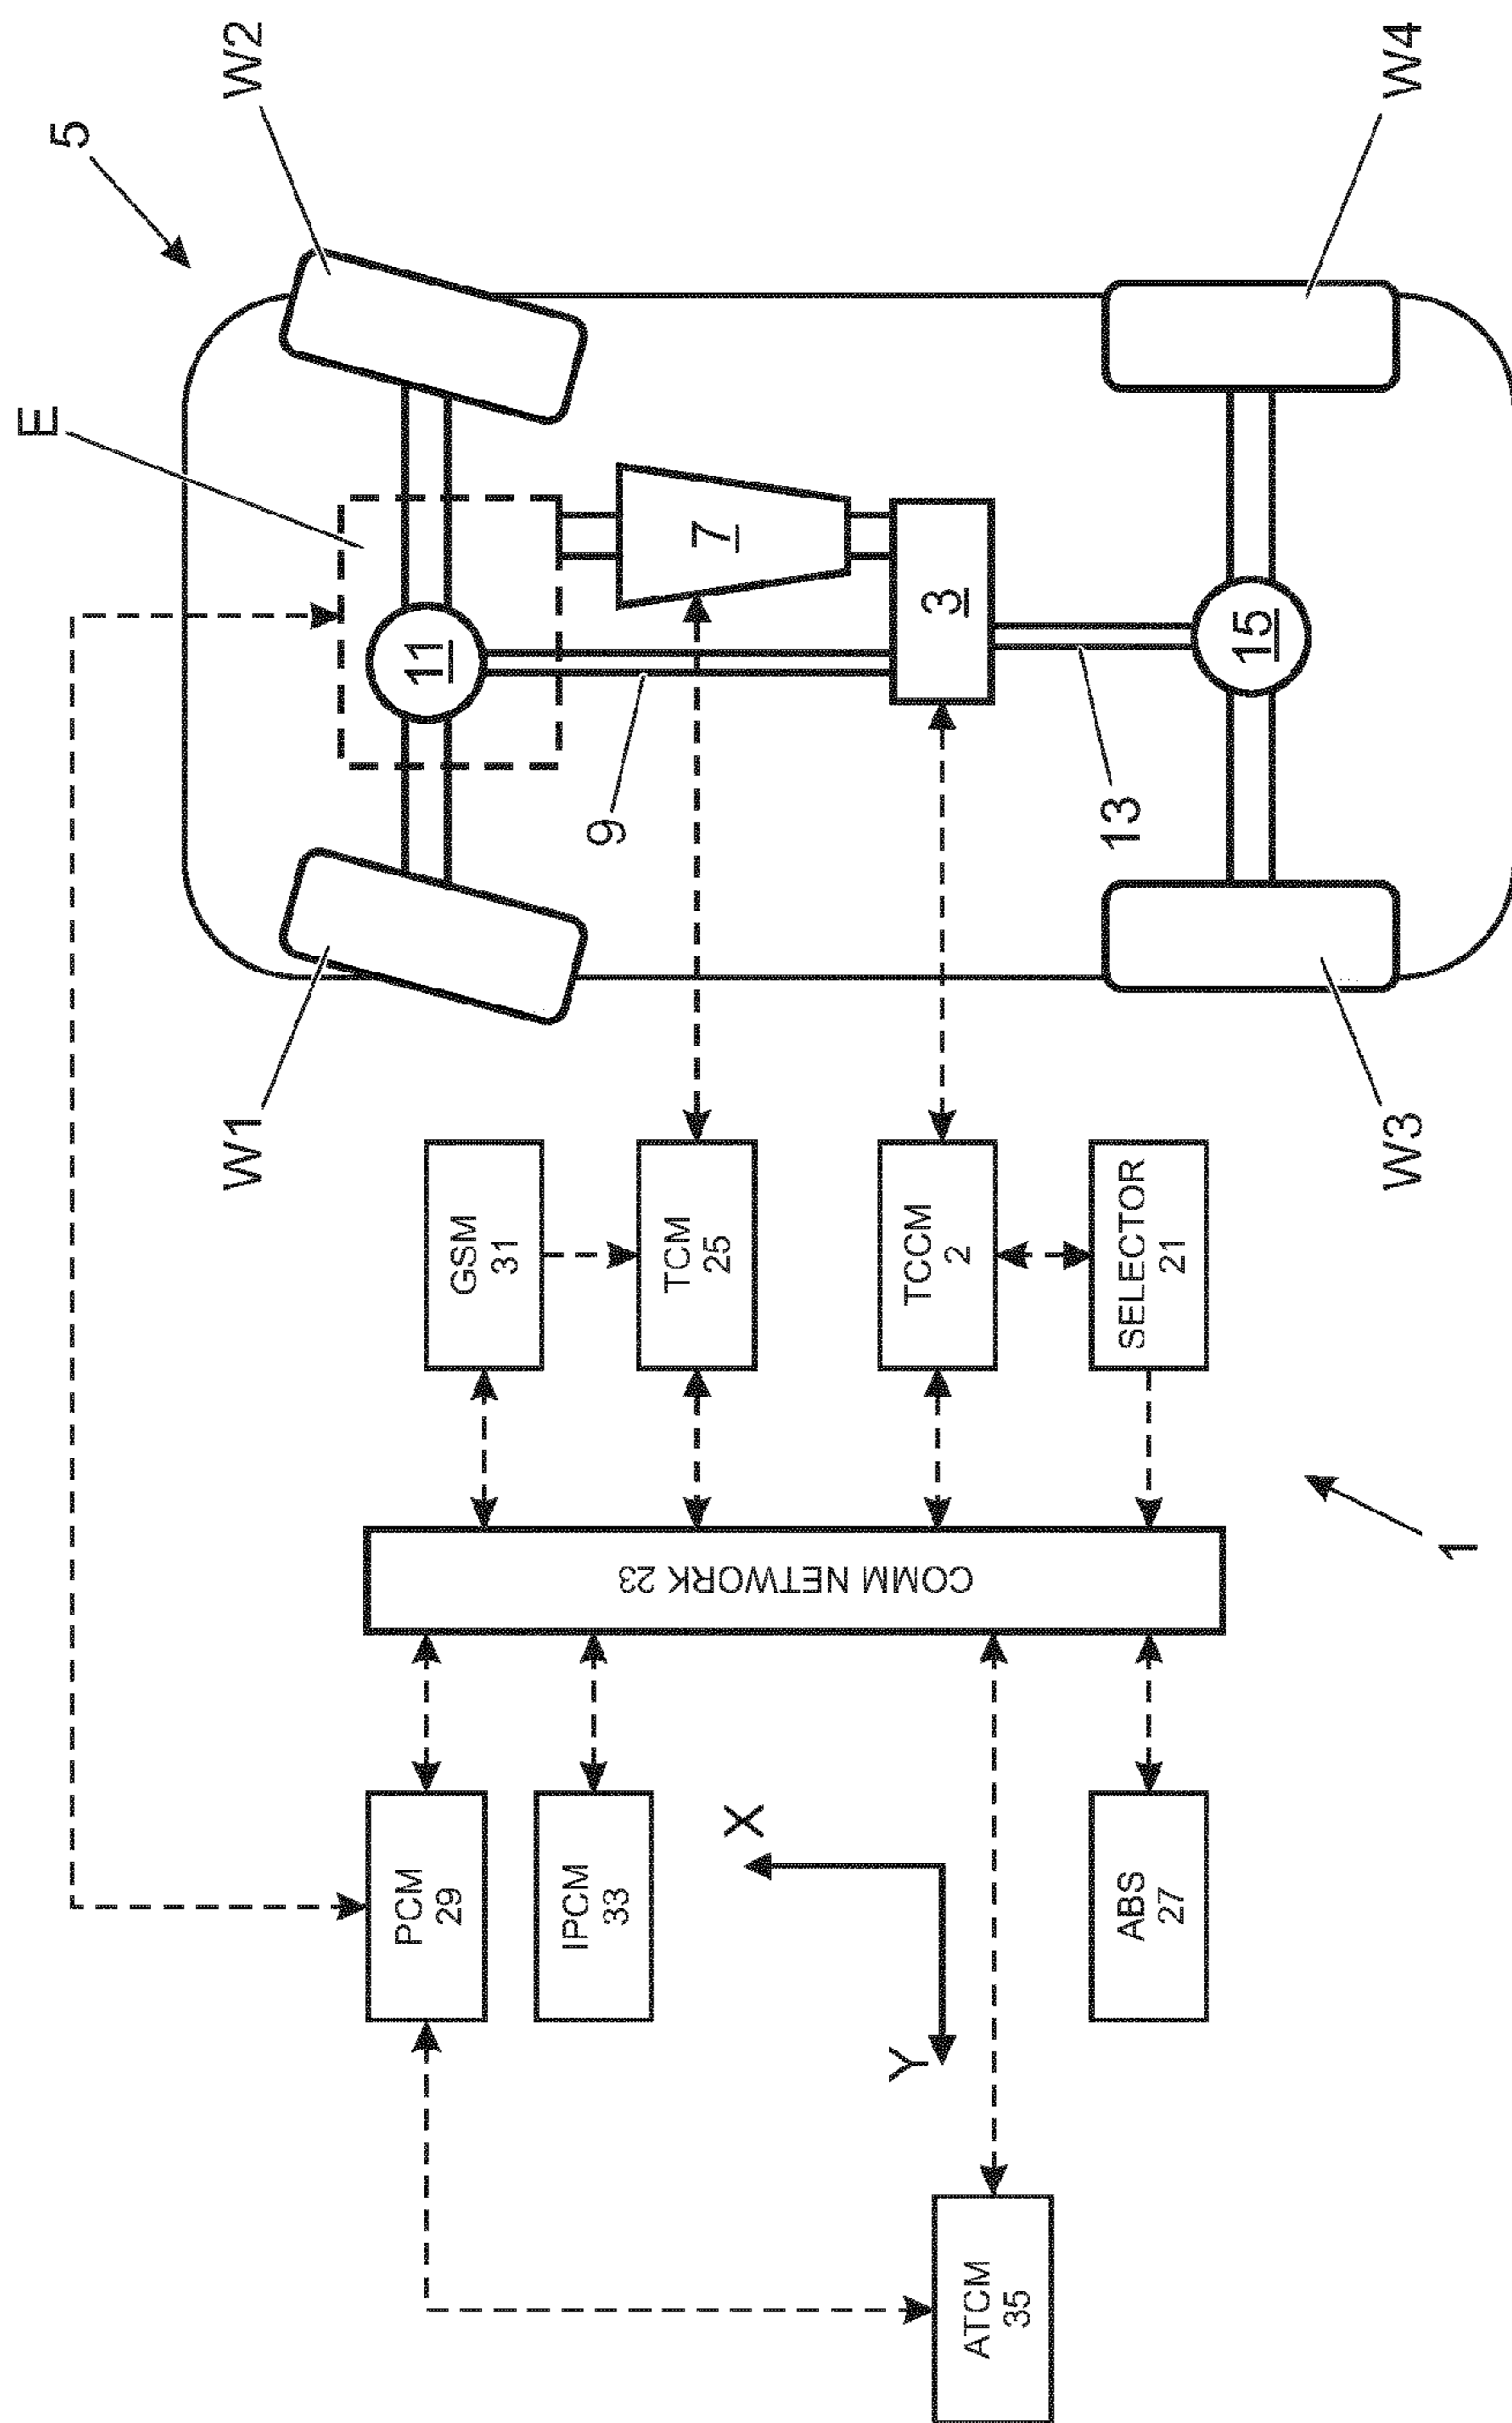 W2
W4
5
E
7
3
11
15
9
13
W1
W3
GSM
31
TCM
25
TCCM
2
SELECTOR
21
1
COMM NETWORK 23
PCM
29
IPCM
33
X
Y
ABS
27
ATCM
35